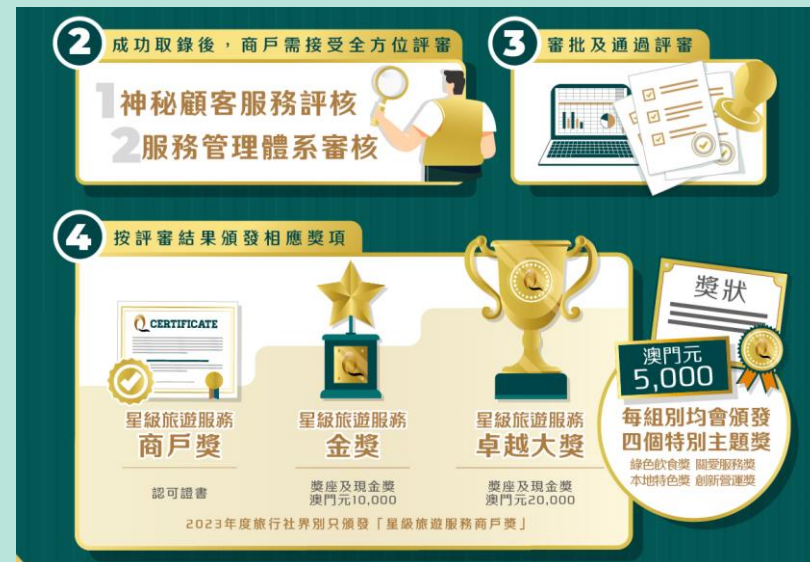 2
成功取錄後，商戶需接受全方位評審
1神秘顧客服務評核
2服務管理體系審核
3
審批及通過評審
4
按評審結果頒發相應獎項
Q CERTIFICATE
星級旅遊服務
商戶獎
認可證書
Q
星級旅遊服務
金獎
獎座及現金獎
澳門元10,000
Q
星級旅遊服務
卓越大獎
獎座及現金獎
澳門元20,000
2023年度旅行社界別只頒發「星級旅遊服務商戶獎」
獎狀
Q
澳門元
5,000
每組別均會頒發
四個特別主題獎
綠色飲食獎 關愛服務獎
本地特色獎 創新營運獎